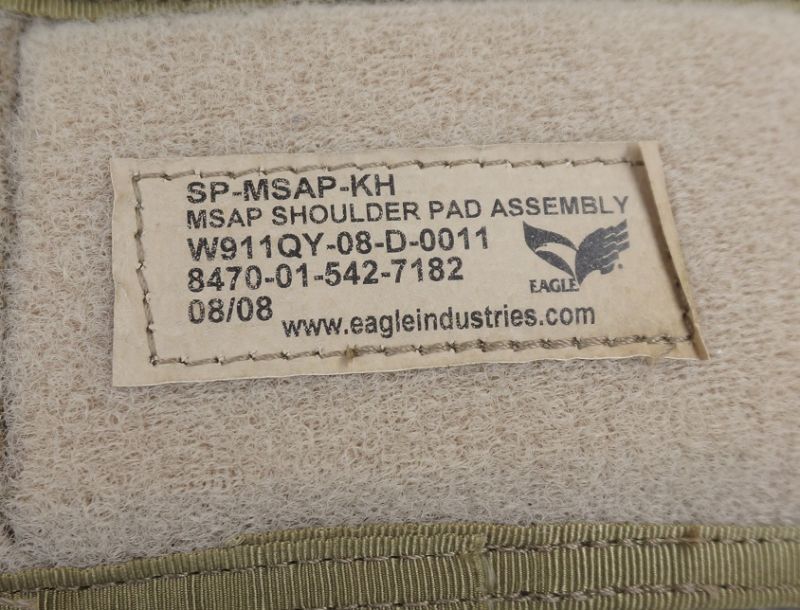 SP-MSAP-KH
MSAP SHOULDER PAD ASSEMBLY
W911QY-08-D-0011
8470-01-542-7182
EAGLE®
08/08
www.eagleindustries.com